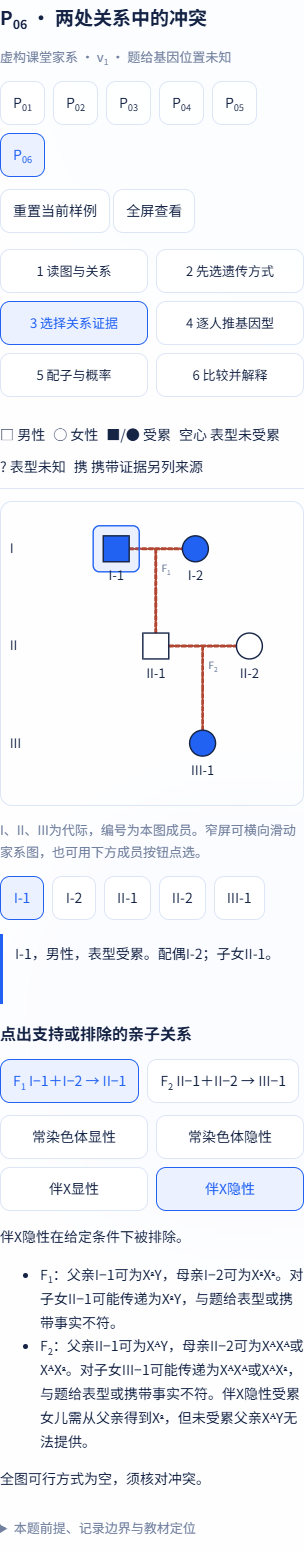 P₀₆ · 两处关系中的冲突
虚构课堂家系 · v₁ · 题给基因位置未知
P₀₁ P₀₂ P₀₃ P₀₄ P₀₅
P₀₆
重置当前样例 全屏查看
1 读图与关系 2 先选遗传方式
3 选择关系证据 4 逐人推基因型
5 配子与概率 6 比较并解释
□ 男性 ○ 女性 ■/● 受累 空心 表型未受累
? 表型未知 携 携带证据另列来源
I
I-1 F₁ I-2
II
II-1 F₂ II-2
III
III-1
I、II、III为代际，编号为本图成员。窄屏可横向滑动
家系图，也可用下方成员按钮点选。
I-1 I-2 II-1 II-2 III-1
I-1，男性，表型受累。配偶I-2；子女II-1。
点出支持或排除的亲子关系
F₁ I−1＋I−2 → II−1 F₂ II−1＋II−2 → III−1
常染色体显性 常染色体隐性
伴X显性 伴X隐性
伴X隐性在给定条件下被排除。
• F₁：父亲I−1可为XᵃY，母亲I−2可为XᵃXᵃ。对
子女II−1可能传递为XᵃY，与题给表型或携
带事实不符。
• F₂：父亲II−1可为XᴬY，母亲II−2可为XᴬXᴬ或
XᴬXᵃ。对子女III−1可能传递为XᴬXᴬ或XᴬXᵃ，
与题给表型或携带事实不符。伴X隐性受累
女儿需从父亲得到Xᵃ，但未受累父亲XᴬY无
法提供。
全图可行方式为空，须核对冲突。
▶ 本题前提、记录边界与教材定位